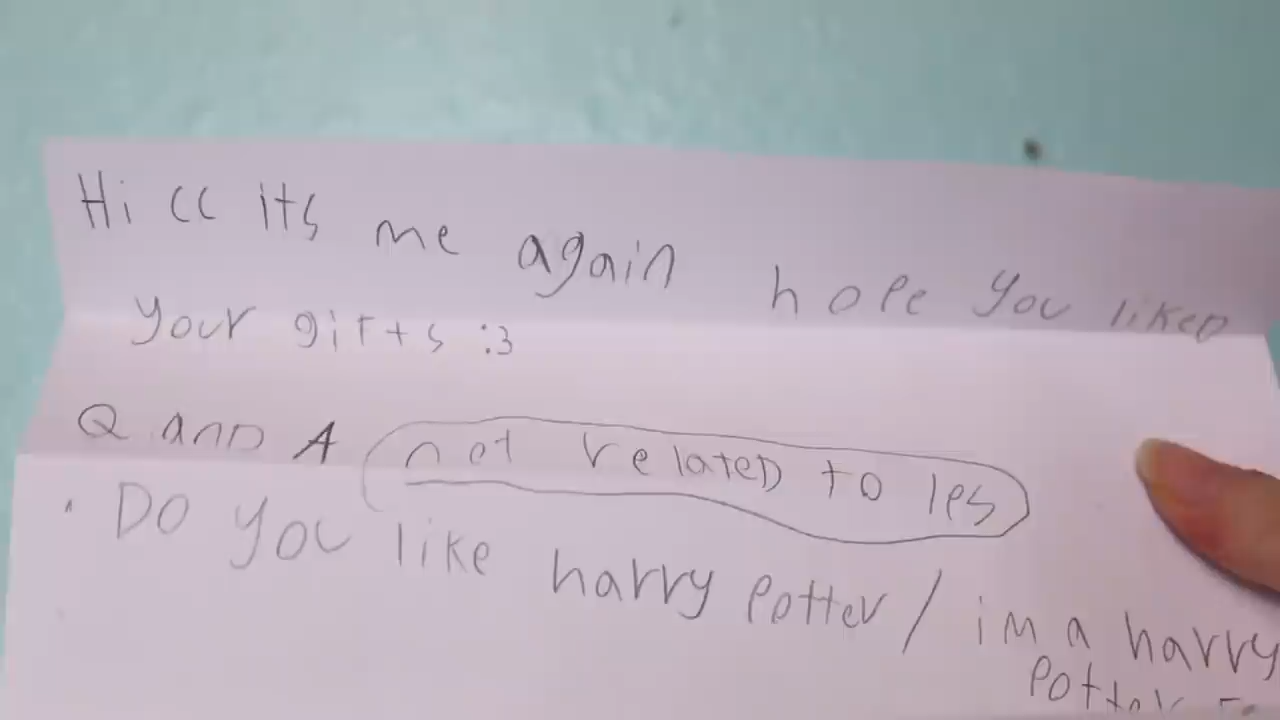 Hi cc its me again hope you liked
your gifts :3
Q and A not related to les
• Do you like harry Potter / im a harry
Potter